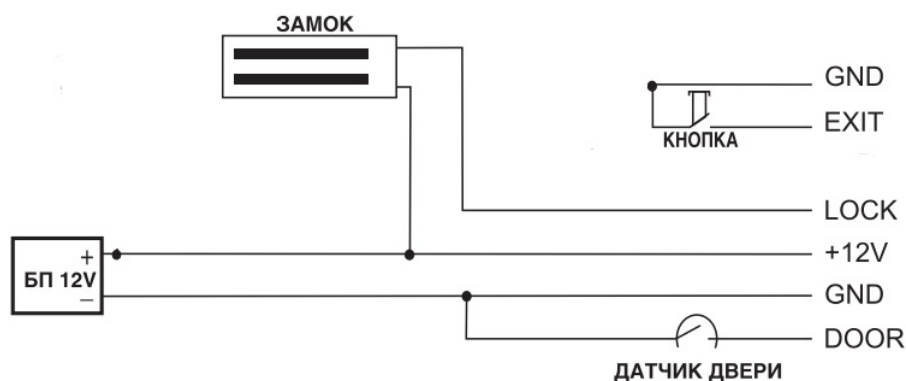 ЗАМОК
GND
EXIT
КНОПКА
LOCK
+12V
+
БП 12V
–
GND
DOOR
ДАТЧИК ДВЕРИ